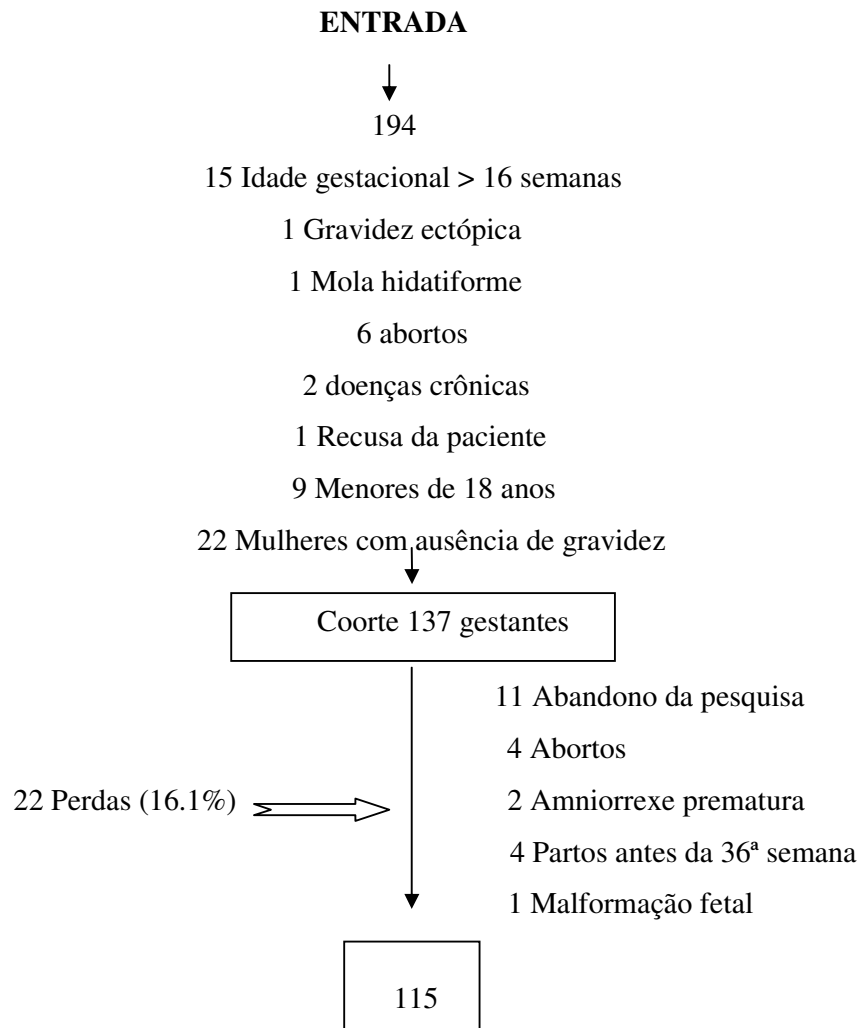 ENTRADA
194
15 Idade gestacional > 16 semanas
1 Gravidez ectópica
1 Mola hidatiforme
6 abortos
2 doenças crônicas
1 Recusa da paciente
9 Menores de 18 anos
22 Mulheres com ausência de gravidez
Coorte 137 gestantes
11 Abandono da pesquisa
4 Abortos
22 Perdas (16.1%)
2 Amniorrexe prematura
4 Partos antes da 36ª semana
1 Malformação fetal
115